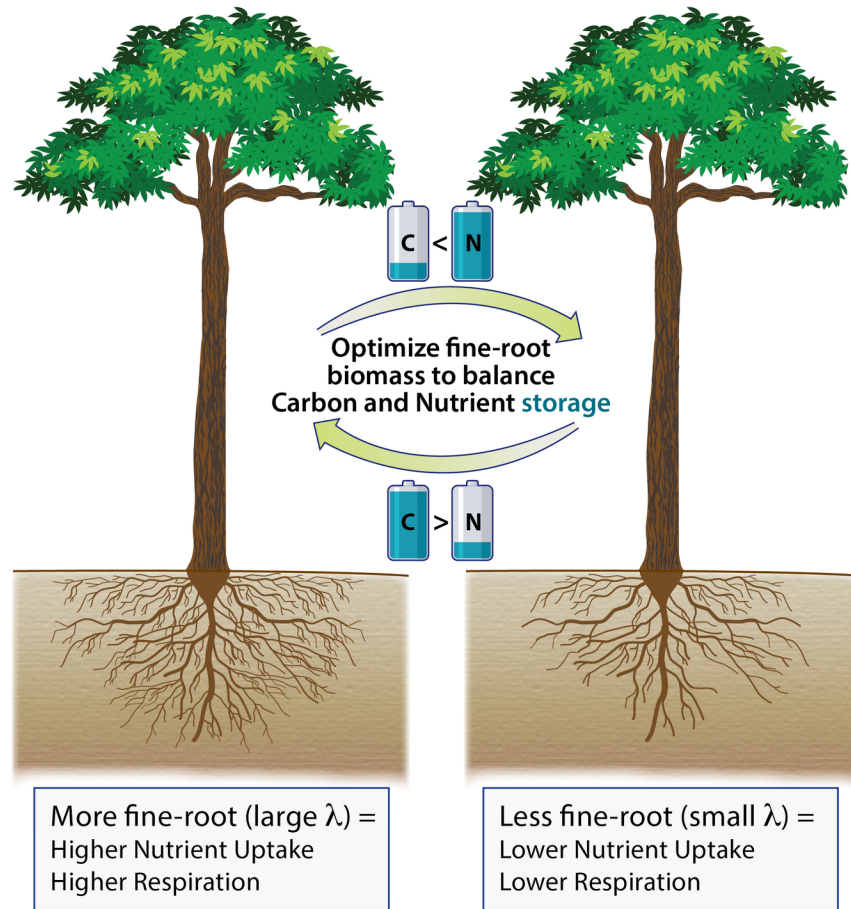 C < N
Optimize fine-root
biomass to balance
Carbon and Nutrient storage
C > N
More fine-root (large λ) =
Higher Nutrient Uptake
Higher Respiration
Less fine-root (small λ) =
Lower Nutrient Uptake
Lower Respiration